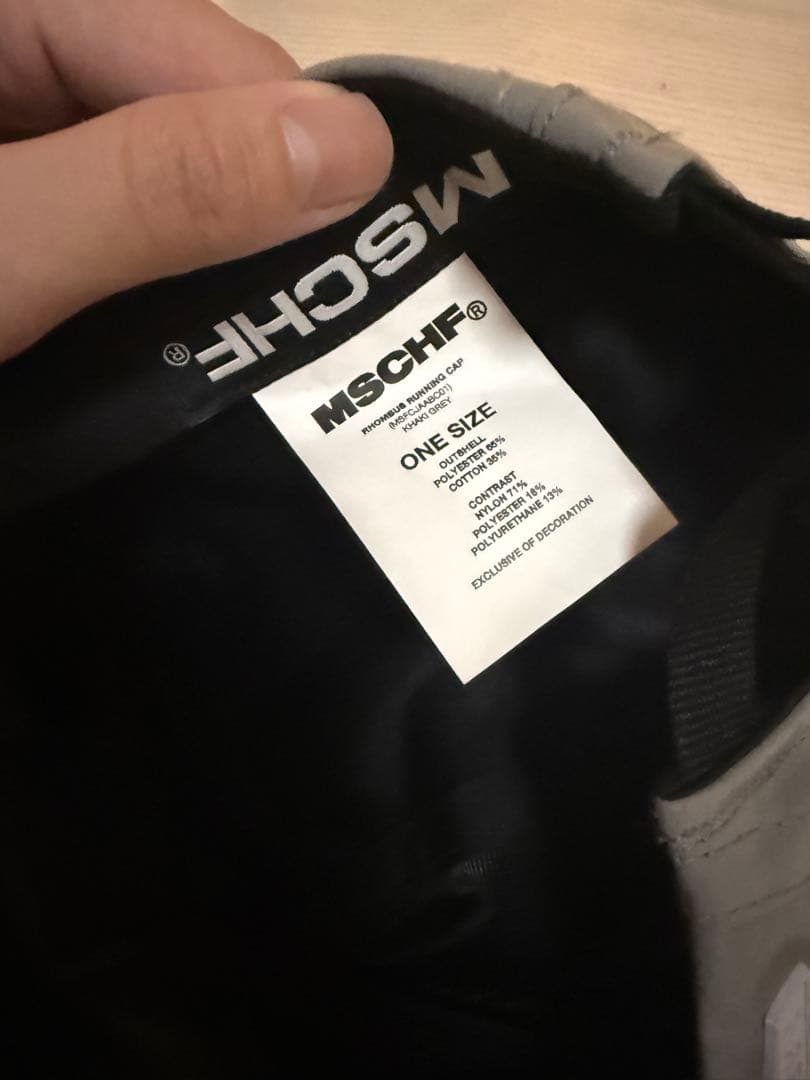 MSCHF®
MSCHF®
RHOMBUS RUNNING CAP
(MSFCJAABC01)
KHAKI GREY
ONE SIZE
OUTSHELL
POLYESTER 65%
COTTON 35%
CONTRAST
NYLON 71%
POLYESTER 16%
POLYURETHANE 13%
EXCLUSIVE OF DECORATION